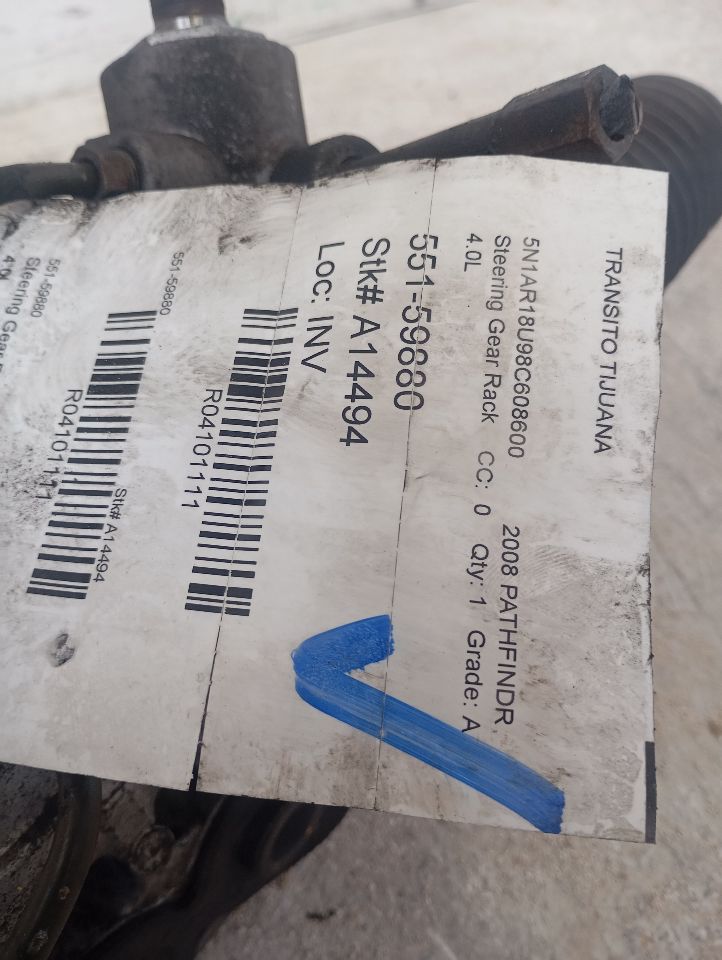 TRANSITO TIJUANA
5N1AR18U98C608600 2008 PATHFINDR
Steering Gear Rack CC: 0 Qty: 1 Grade: A
4.0L
551-59880
Stk# A14494
Loc: INV
R04101111
551-59880
Stk# A14494
R04101111
551-59880
Steering Gear